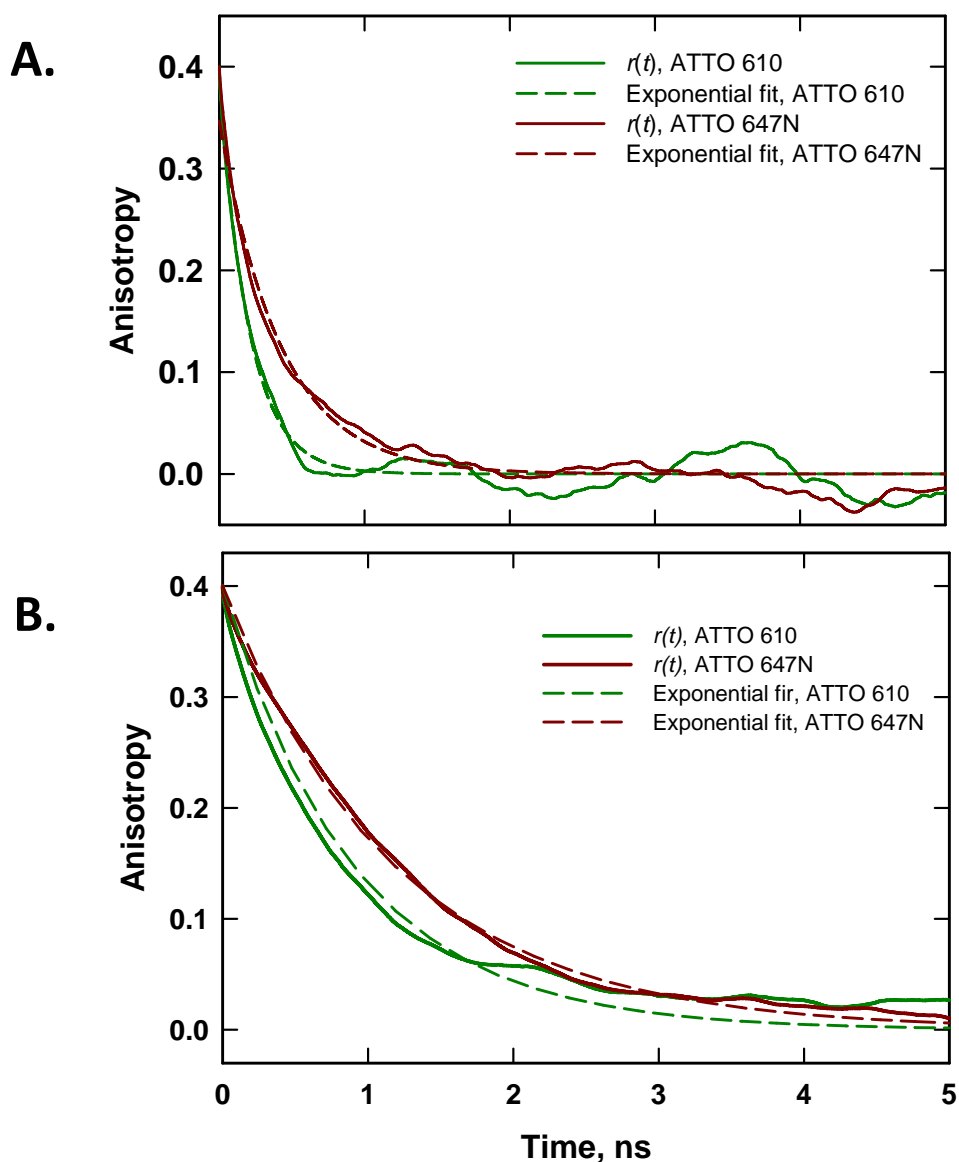 A.
0.4
0.3
0.2
0.1
0.0
Anisotropy
r(t), ATTO 610
Exponential fit, ATTO 610
r(t), ATTO 647N
Exponential fit, ATTO 647N
B.
0.4
0.3
0.2
0.1
0.0
Anisotropy
r(t), ATTO 610
r(t), ATTO 647N
Exponential fir, ATTO 610
Exponential fit, ATTO 647N
0 1 2 3 4 5
Time, ns